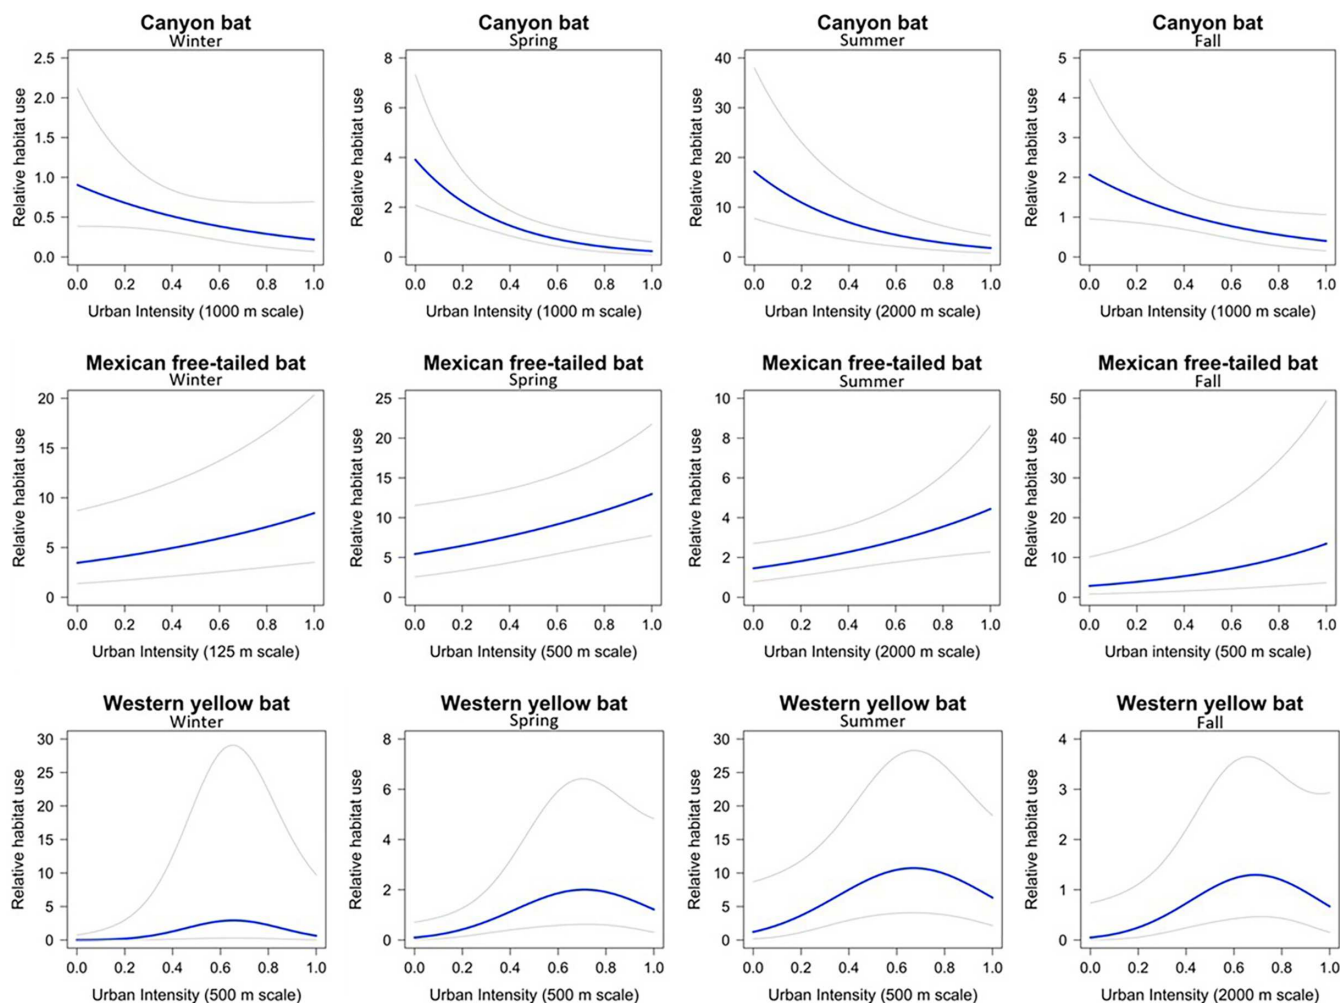 Canyon bat
Winter
Relative habitat use
2.5
2.0
1.5
1.0
0.5
0.0
0.0 0.2 0.4 0.6 0.8 1.0
Urban Intensity (1000 m scale)
Canyon bat
Spring
Relative habitat use
8
6
4
2
0
0.0 0.2 0.4 0.6 0.8 1.0
Urban Intensity (1000 m scale)
Canyon bat
Summer
Relative habitat use
40
30
20
10
0
0.0 0.2 0.4 0.6 0.8 1.0
Urban Intensity (2000 m scale)
Canyon bat
Fall
Relative habitat use
5
4
3
2
1
0
0.0 0.2 0.4 0.6 0.8 1.0
Urban Intensity (1000 m scale)
Mexican free-tailed bat
Winter
Relative habitat use
20
15
10
5
0
0.0 0.2 0.4 0.6 0.8 1.0
Urban Intensity (125 m scale)
Mexican free-tailed bat
Spring
Relative habitat use
25
20
15
10
5
0
0.0 0.2 0.4 0.6 0.8 1.0
Urban Intensity (500 m scale)
Mexican free-tailed bat
Summer
Relative habitat use
10
8
6
4
2
0
0.0 0.2 0.4 0.6 0.8 1.0
Urban Intensity (2000 m scale)
Mexican free-tailed bat
Fall
Relative habitat use
50
40
30
20
10
0
0.0 0.2 0.4 0.6 0.8 1.0
Urban intensity (500 m scale)
Western yellow bat
Winter
Relative habitat use
30
25
20
15
10
5
0
0.0 0.2 0.4 0.6 0.8 1.0
Urban Intensity (500 m scale)
Western yellow bat
Spring
Relative habitat use
8
6
4
2
0
0.0 0.2 0.4 0.6 0.8 1.0
Urban Intensity (500 m scale)
Western yellow bat
Summer
Relative habitat use
30
25
20
15
10
5
0
0.0 0.2 0.4 0.6 0.8 1.0
Urban Intensity (500 m scale)
Western yellow bat
Fall
Relative habitat use
4
3
2
1
0
0.0 0.2 0.4 0.6 0.8 1.0
Urban Intensity (2000 m scale)